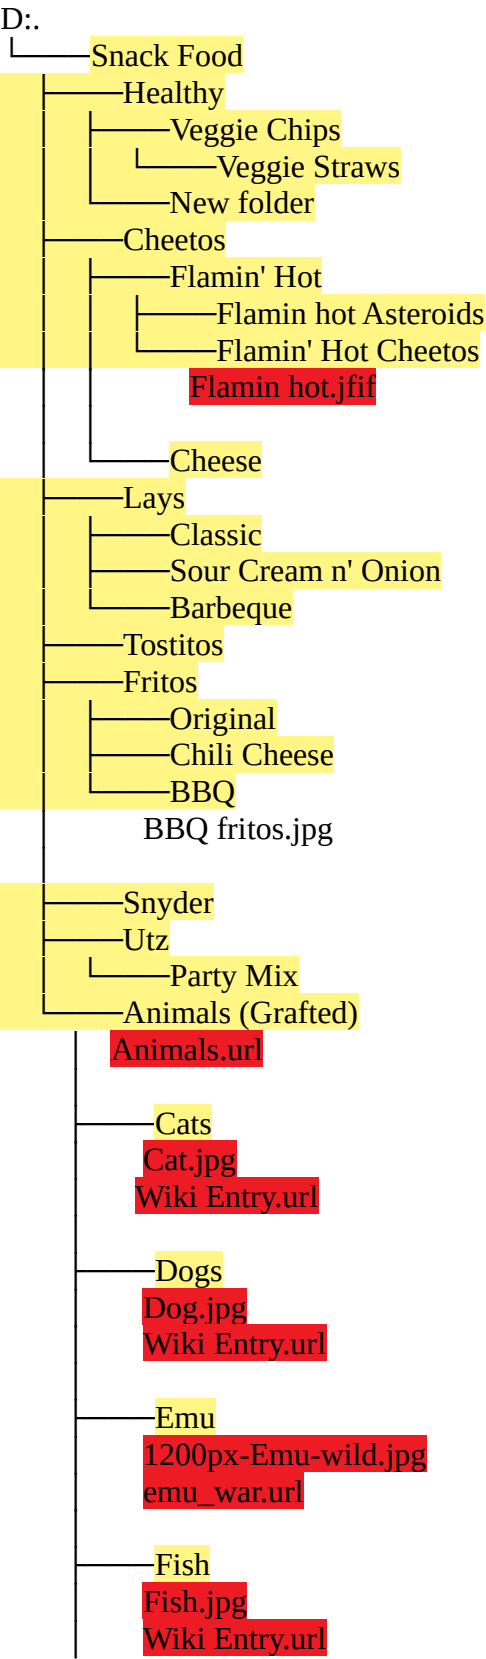 D:.
└───Snack Food
├───Healthy
│ ├───Veggie Chips
│ │ └───Veggie Straws
│ └───New folder
├───Cheetos
│ ├───Flamin' Hot
│ │ ├───Flamin hot Asteroids
│ │ └───Flamin' Hot Cheetos
│ │ Flamin hot.jfif
│ │
│ └───Cheese
├───Lays
│ ├───Classic
│ ├───Sour Cream n' Onion
│ └───Barbeque
├───Tostitos
├───Fritos
│ ├───Original
│ ├───Chili Cheese
│ └───BBQ
│ BBQ fritos.jpg
│
├───Snyder
├───Utz
│ └───Party Mix
└───Animals (Grafted)
│ Animals.url
│
├───Cats
│ Cat.jpg
│ Wiki Entry.url
│
├───Dogs
│ Dog.jpg
│ Wiki Entry.url
│
├───Emu
│ 1200px-Emu-wild.jpg
│ emu_war.url
│
├───Fish
│ Fish.jpg
│ Wiki Entry.url